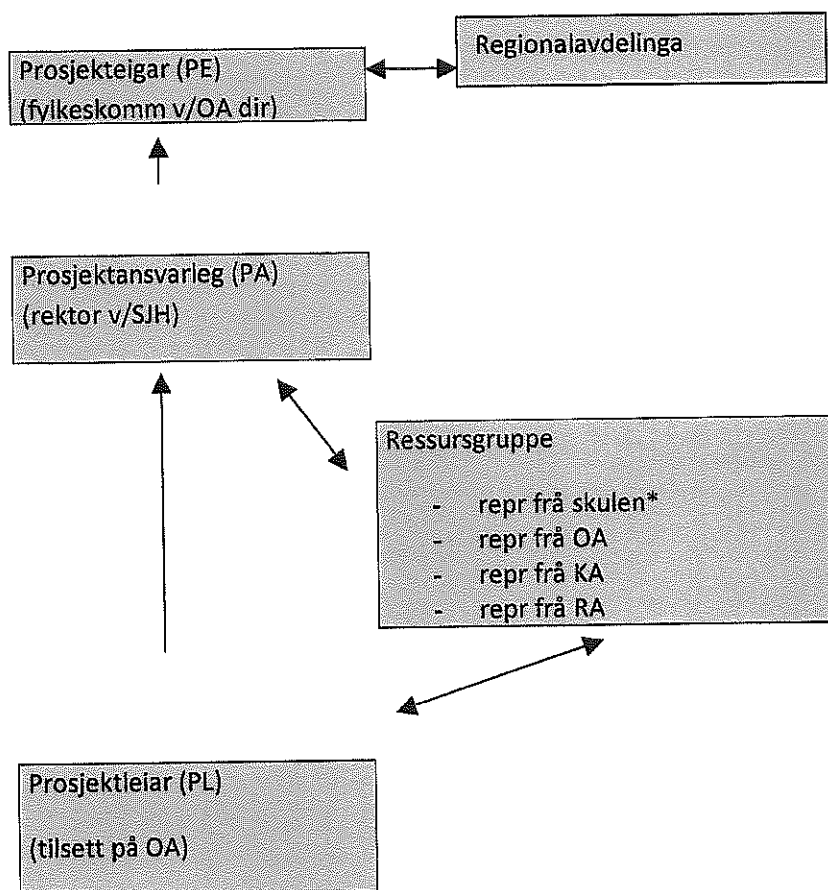 Prosjekteigar (PE)
(fylkeskomm v/OA dir)
Regionalavdelinga
Prosjektansvarleg (PA)
(rektor v/SJH)
Ressursgruppe
- repr frå skulen*
- repr frå OA
- repr frå KA
- repr frå RA
Prosjektleiar (PL)
(tilsett på OA)